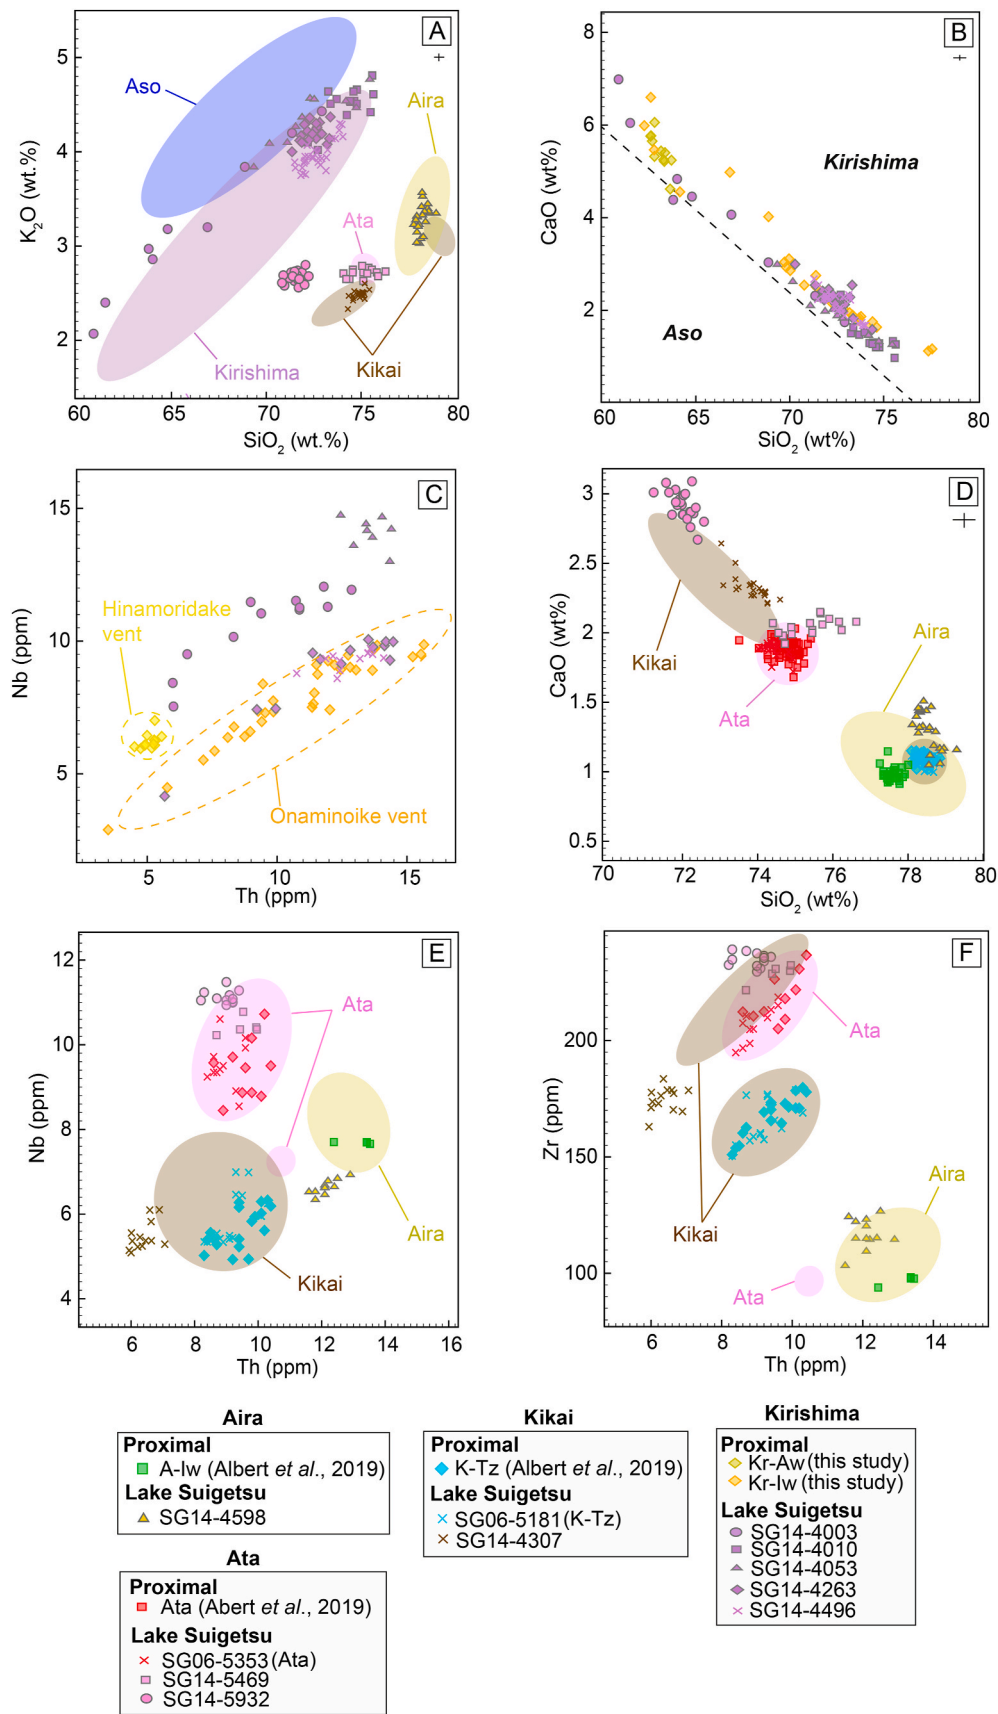 A
5
4
3
2
K₂O (wt.%)
Aso
Aira
Ata
Kirishima
Kikai
60
65
70
75
80
SiO₂ (wt.%)
B
8
6
4
2
CaO (wt%)
Kirishima
Aso
60
65
70
75
80
SiO₂ (wt%)
C
15
10
5
Nb (ppm)
Hinamoridake
vent
Onaminoike vent
5
10
15
Th (ppm)
D
3
2.5
2
1.5
1
0.5
CaO (wt%)
Kikai
Ata
Aira
70
72
74
76
78
80
SiO₂ (wt%)
E
12
10
8
6
4
Nb (ppm)
Ata
Aira
Kikai
6
8
10
12
14
16
Th (ppm)
F
200
150
100
Zr (ppm)
Ata
Kikai
Aira
Ata
6
8
10
12
14
Th (ppm)
Aira
Proximal
A-Iw (Albert et al., 2019)
Lake Suigetsu
SG14-4598
Ata
Proximal
Ata (Abert et al., 2019)
Lake Suigetsu
SG06-5353 (Ata)
SG14-5469
SG14-5932
Kikai
Proximal
K-Tz (Albert et al., 2019)
Lake Suigetsu
SG06-5181 (K-Tz)
SG14-4307
Kirishima
Proximal
Kr-Aw (this study)
Kr-Iw (this study)
Lake Suigetsu
SG14-4003
SG14-4010
SG14-4053
SG14-4263
SG14-4496